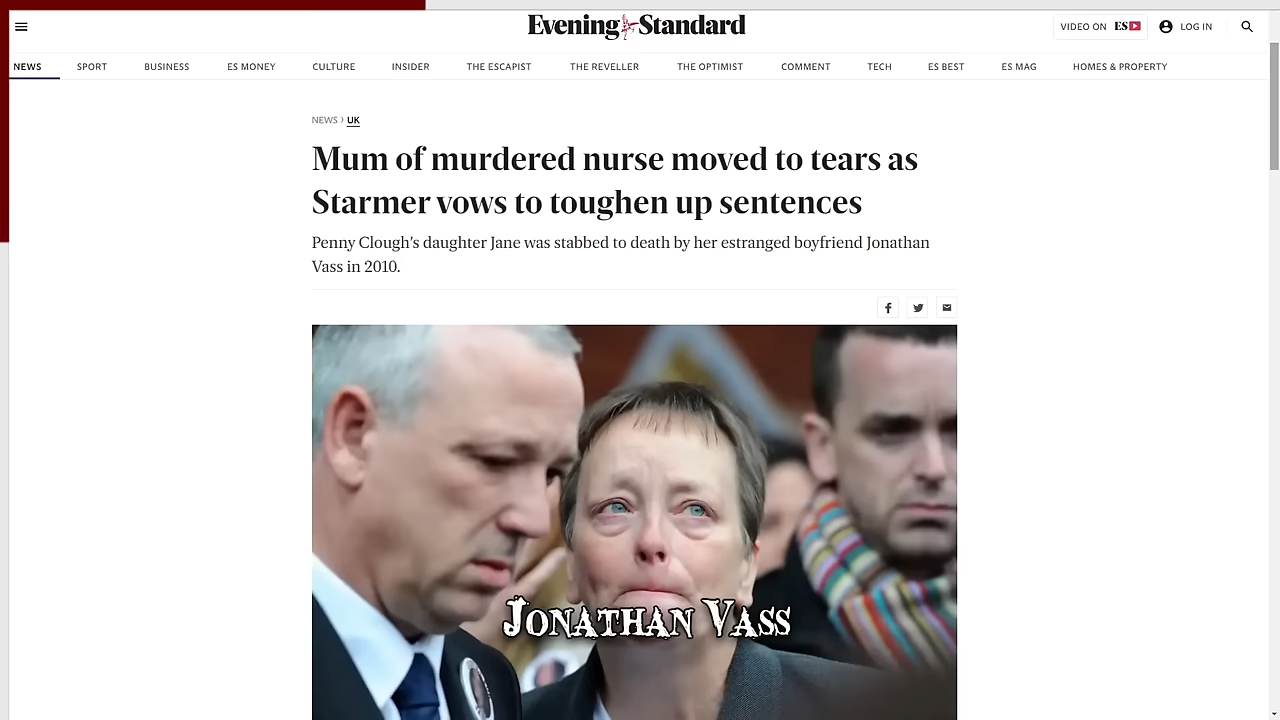 Evening Standard
VIDEO ON ES
LOG IN
NEWS SPORT BUSINESS ES MONEY CULTURE INSIDER THE ESCAPIST THE REVELLER THE OPTIMIST COMMENT TECH ES BEST ES MAG HOMES & PROPERTY
NEWS › UK
Mum of murdered nurse moved to tears as
Starmer vows to toughen up sentences
Penny Clough’s daughter Jane was stabbed to death by her estranged boyfriend Jonathan
Vass in 2010.
JONATHAN VASS